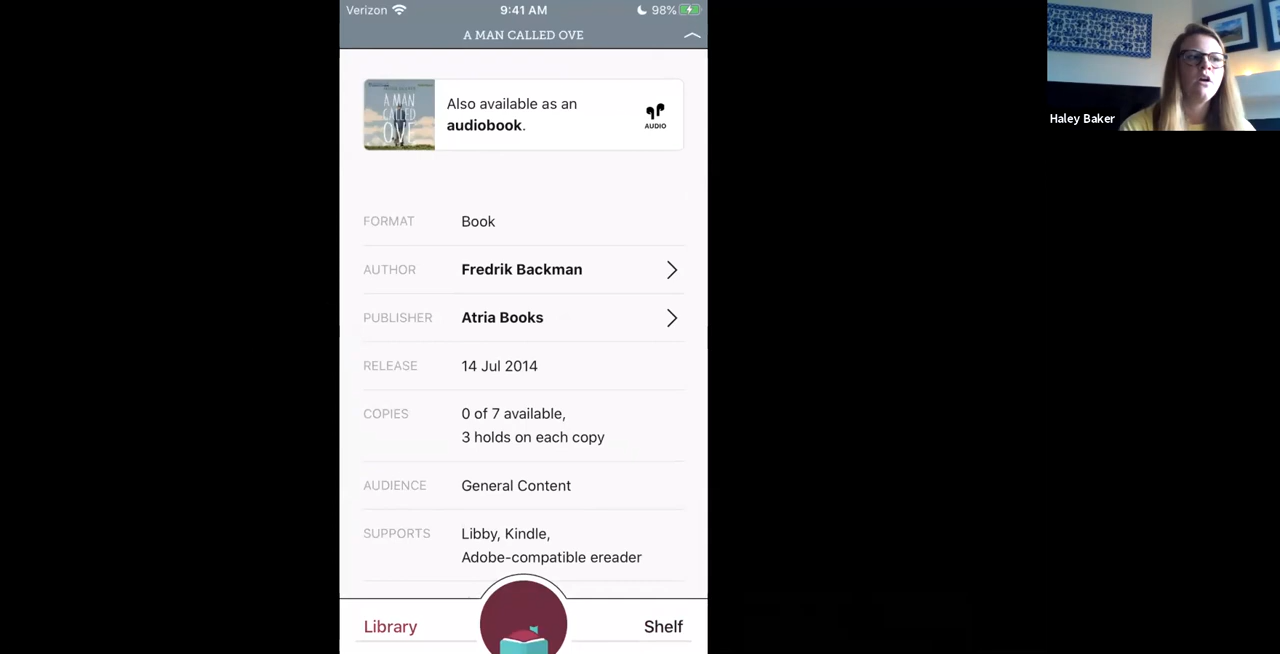 Verizon 9:41 AM 98%
A MAN CALLED OVE
A MAN
CALLED
OVE
Also available as an
audiobook.
AUDIO
FORMAT Book
AUTHOR Fredrik Backman
PUBLISHER Atria Books
RELEASE 14 Jul 2014
COPIES 0 of 7 available,
3 holds on each copy
AUDIENCE General Content
SUPPORTS Libby, Kindle,
Adobe-compatible ereader
Library Shelf
Haley Baker